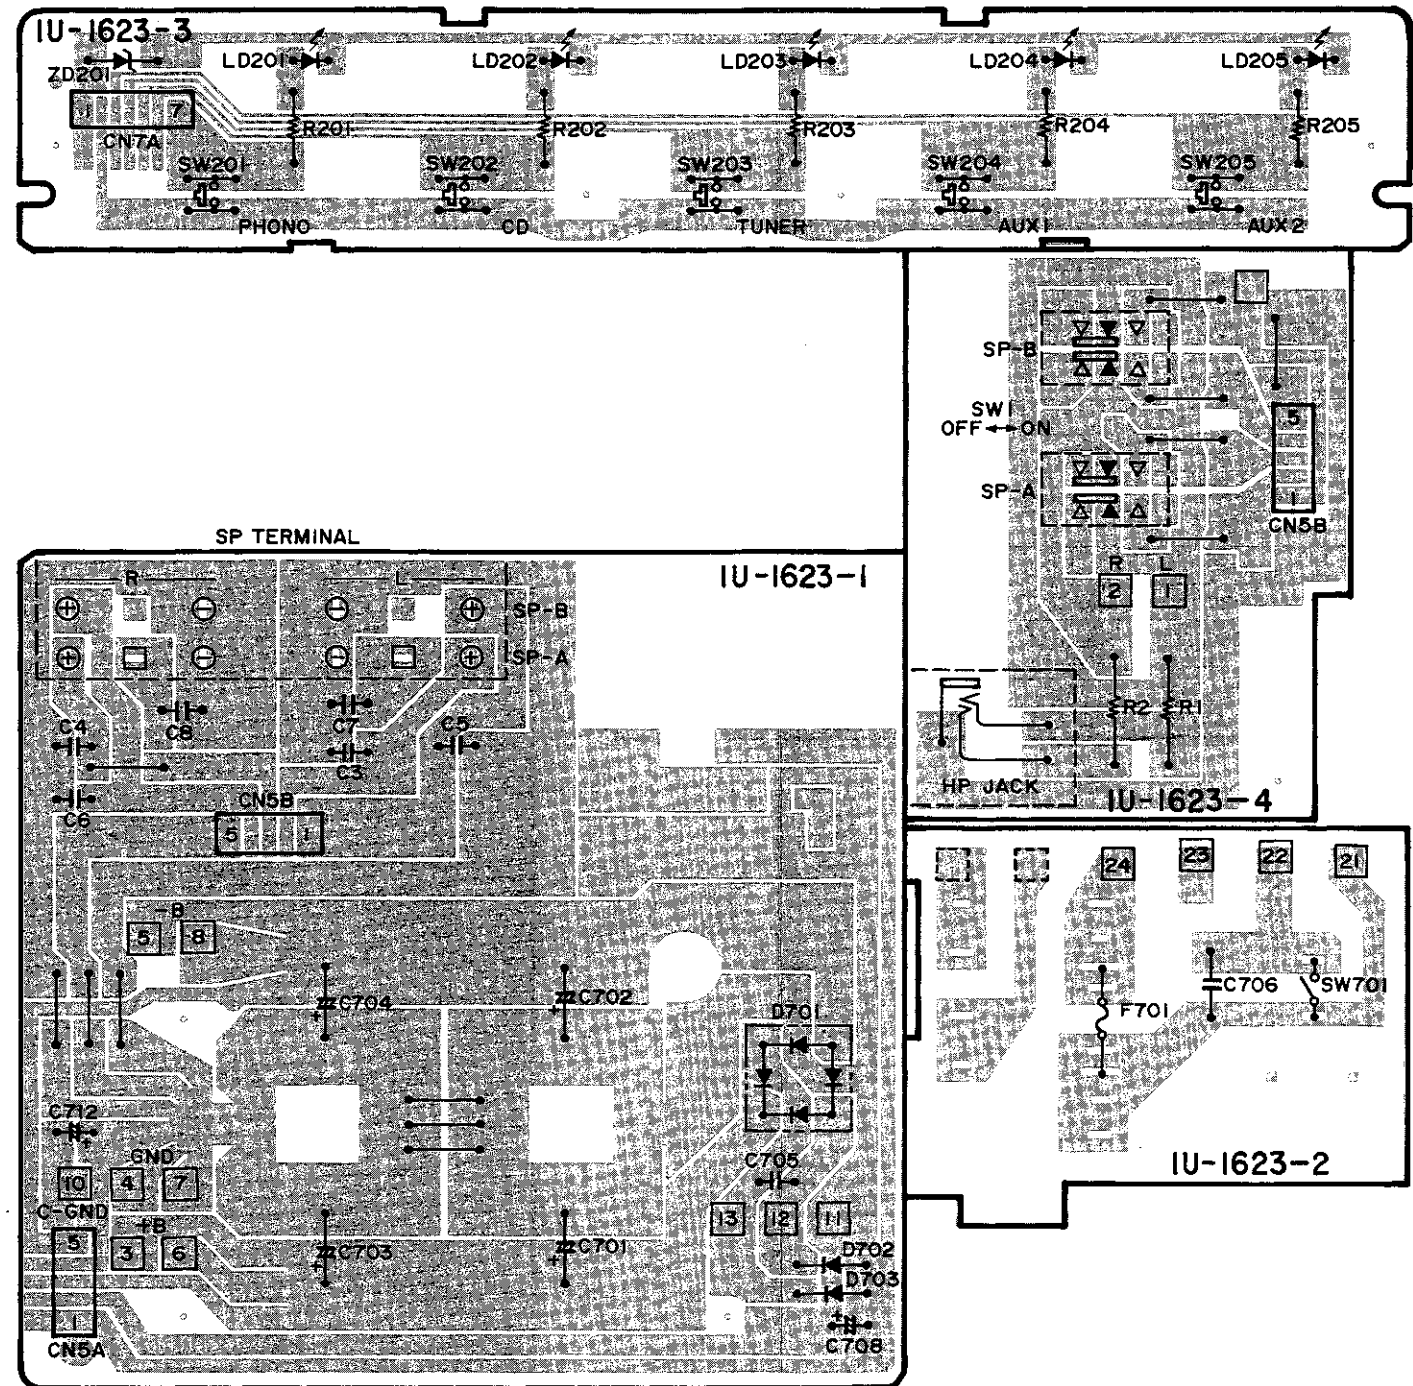 1U-1623-3
LD201 LD202 LD203 LD204 LD205
ZD201
1 7
CN7A
R201 R202 R203 R204 R205
SW201 SW202 SW203 SW204 SW205
PHONO CD TUNER AUX1 AUX2
SP-B
SW1
OFF ↔ ON
5
SP-A
1
CN5B
R L
2 1
R2 R1
HP JACK
1U-1623-4
SP TERMINAL
1U-1623-1
R L
+ − − + SP-B
+ − − + SP-A
C4 C8 C7 C5
C3
C6
CN5B
5 1
-B
5 8
C704 C702
+ +
D701
C712
+
GND
10 4 7
C-GND
+B
5 3 6
1
CN5A
C703 C701
+ +
C705
13 12 11
D702
D703
+
C708
24 23 22 21
C706 SW701
F701
1U-1623-2